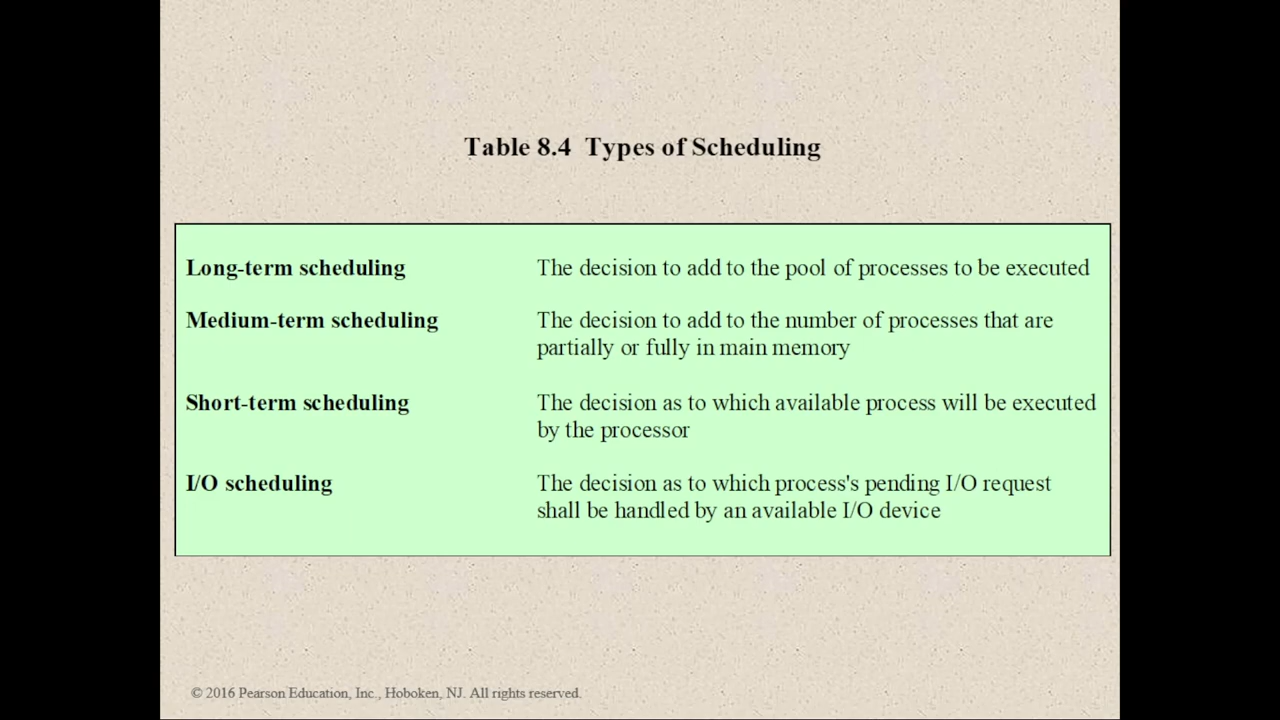 Table 8.4 Types of Scheduling
Long-term scheduling The decision to add to the pool of processes to be executed
Medium-term scheduling The decision to add to the number of processes that are
partially or fully in main memory
Short-term scheduling The decision as to which available process will be executed
by the processor
I/O scheduling The decision as to which process's pending I/O request
shall be handled by an available I/O device
© 2016 Pearson Education, Inc., Hoboken, NJ. All rights reserved.